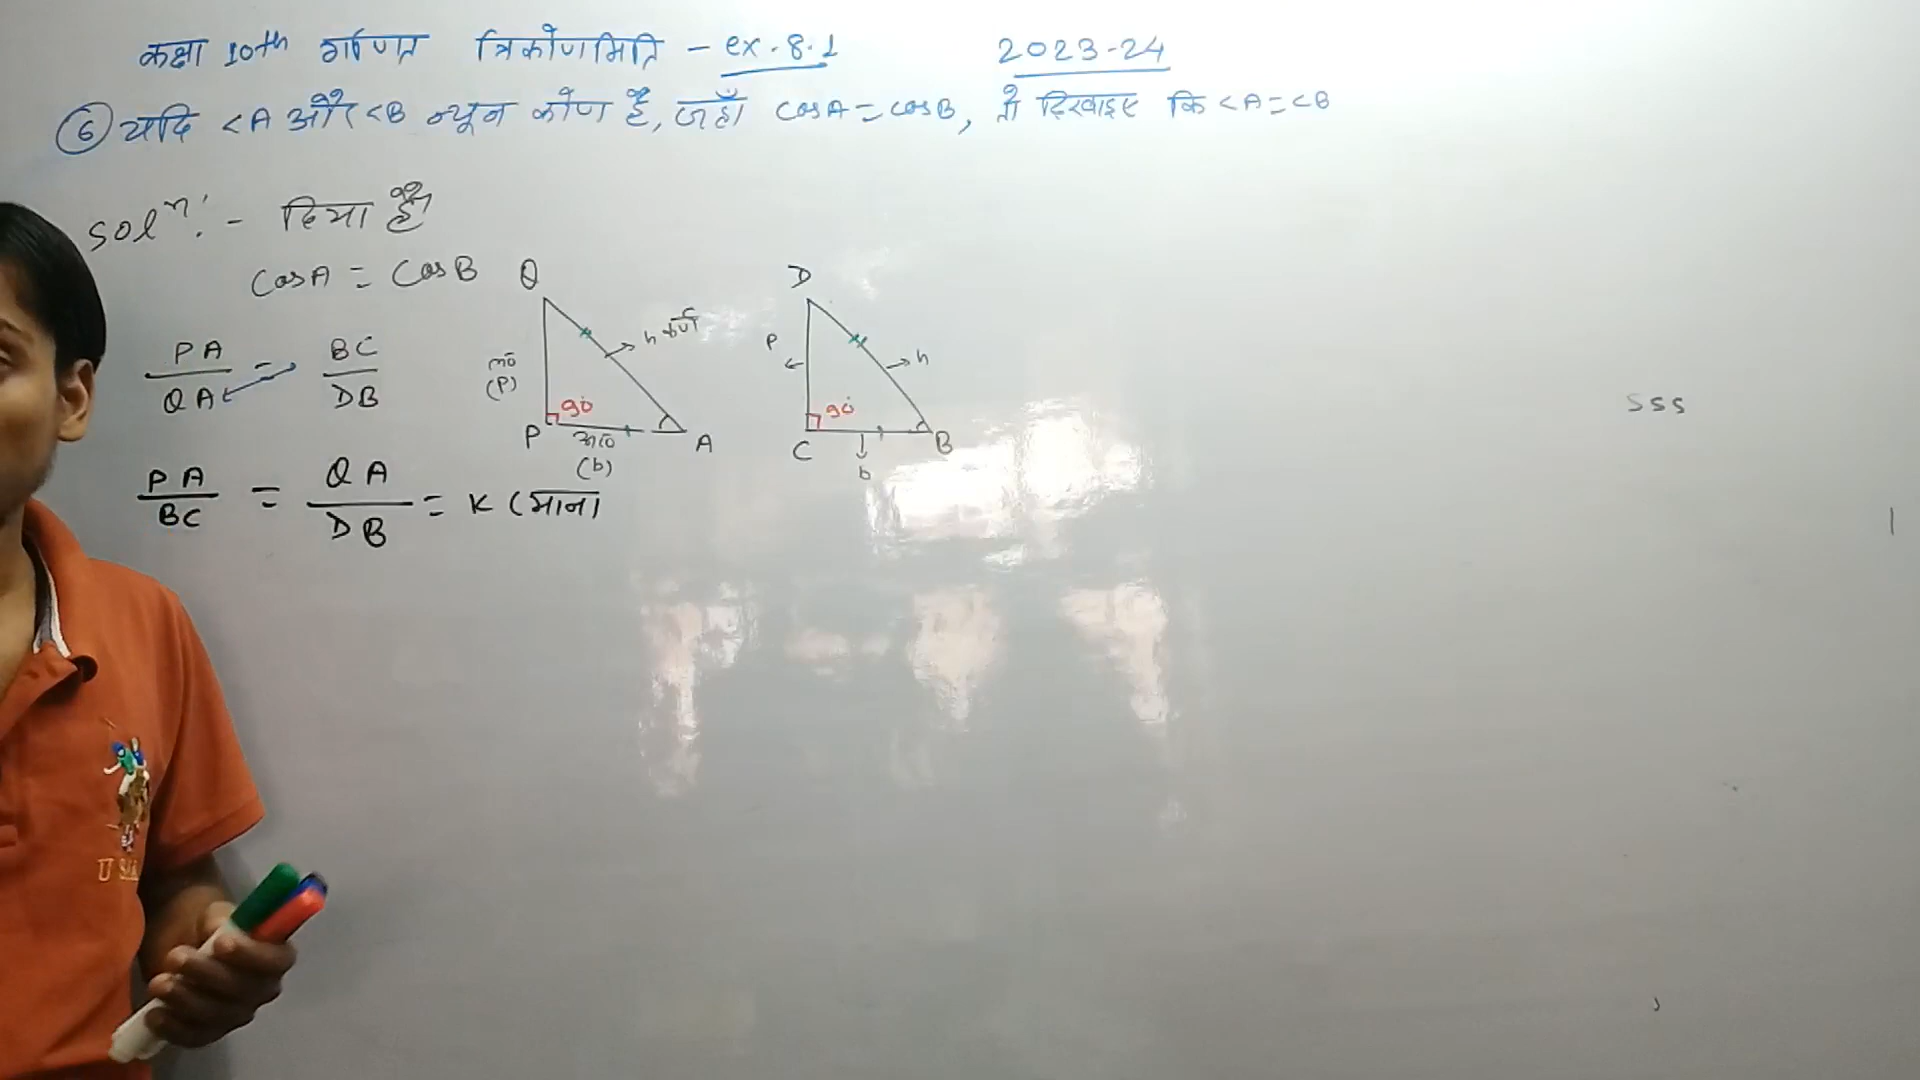 कक्षा 10th गणित त्रिकोणमिति - ex. 8.1 2023-24
⑥ यदि <A और <B न्यून कोण है, जहाँ cosA = cosB, तो दिखाइए कि <A = <B
Solⁿ:- दिया है
CosA = CosB
PA/QA = BC/DB
PA/BC = QA/DB = K (माना
Q
h कर्ण
ल०
(P)
90°
P
आ०
(b)
A
D
P
h
90°
C
b
B
SSS